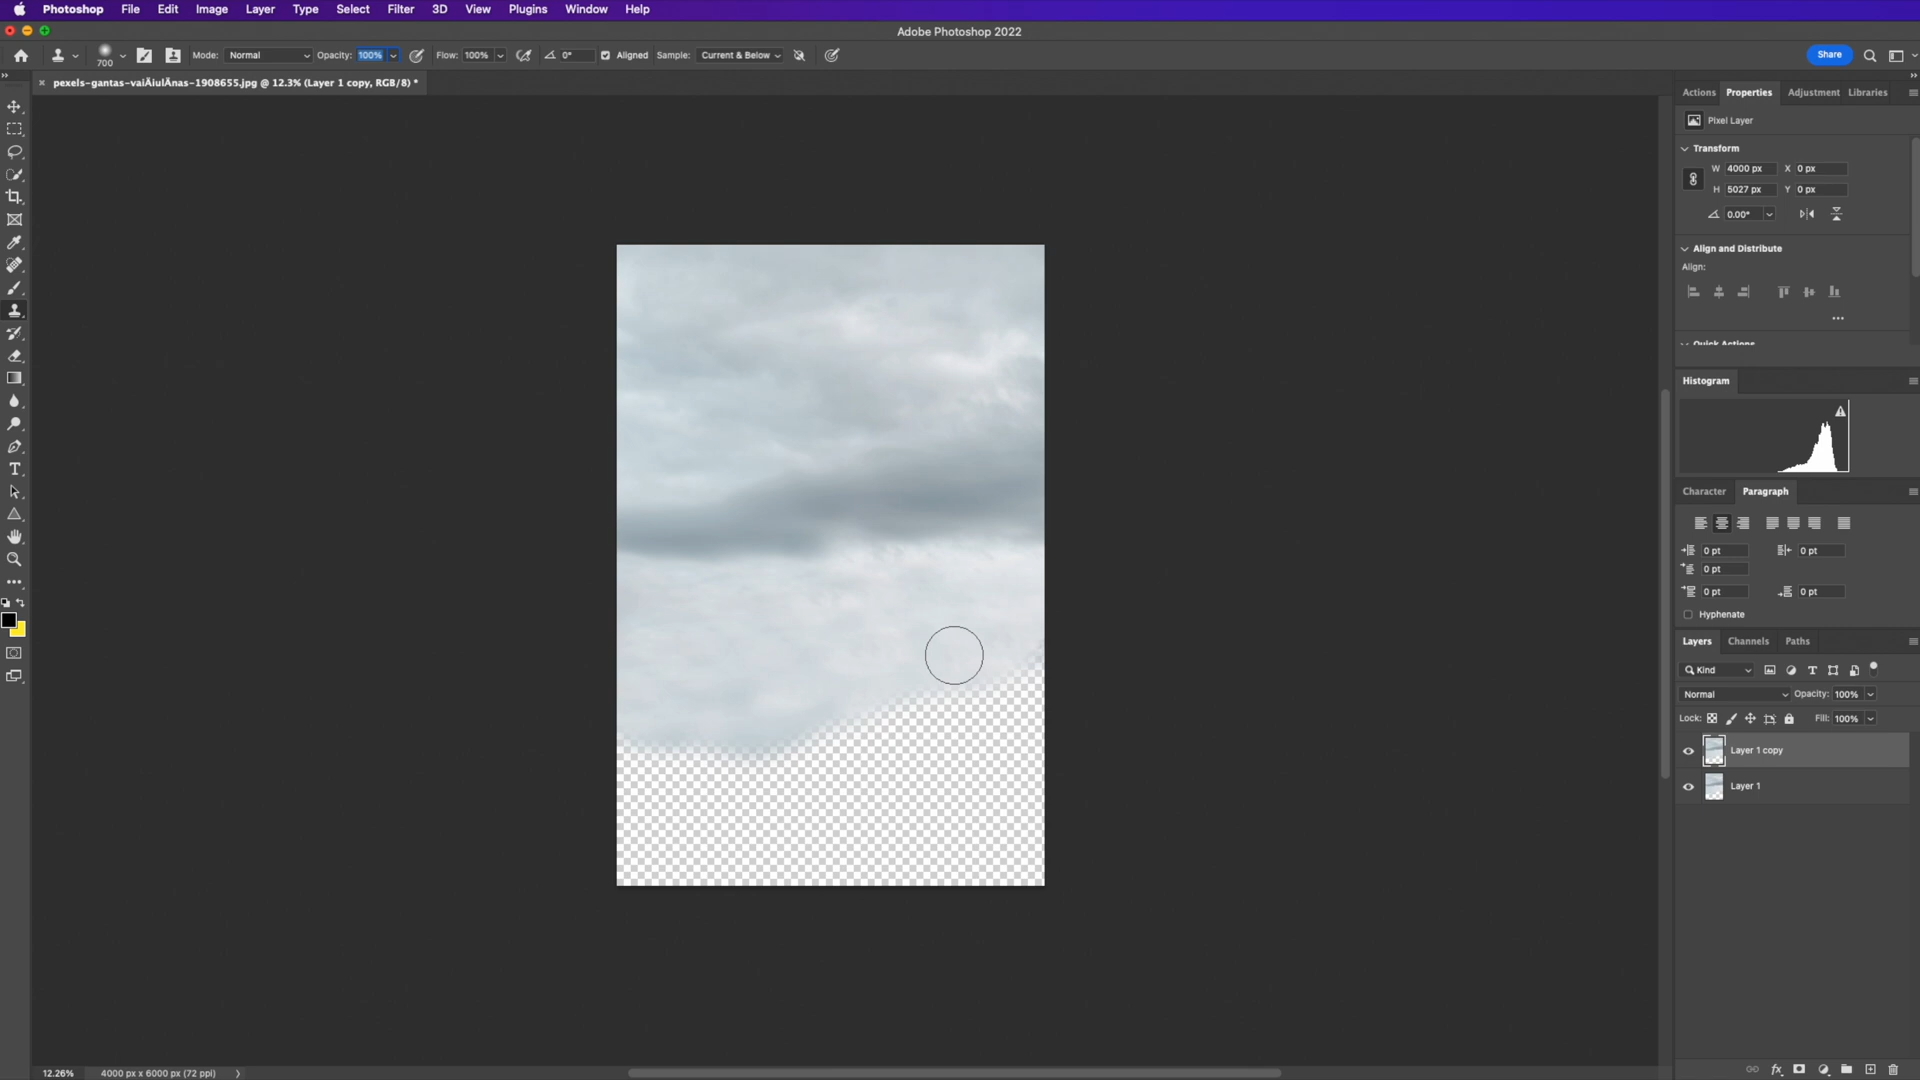 Photoshop File Edit Image Layer Type Select Filter 3D View Plugins Window Help
Adobe Photoshop 2022
700 Mode: Normal Opacity: 100% Flow: 100% 0° Aligned Sample: Current & Below Share
pexels-gantas-vaiÄiulÄnas-1908655.jpg @ 12.3% (Layer 1 copy, RGB/8) *
Actions Properties Adjustment Libraries
Pixel Layer
Transform
W 4000 px X 0 px
H 5027 px Y 0 px
0.00°
Align and Distribute
Align:
Quick Actions
Histogram
Character Paragraph
0 pt 0 pt
0 pt
0 pt 0 pt
Hyphenate
Layers Channels Paths
Kind
Normal Opacity: 100%
Lock: Fill: 100%
Layer 1 copy
Layer 1
12.26% 4000 px x 6000 px (72 ppi)